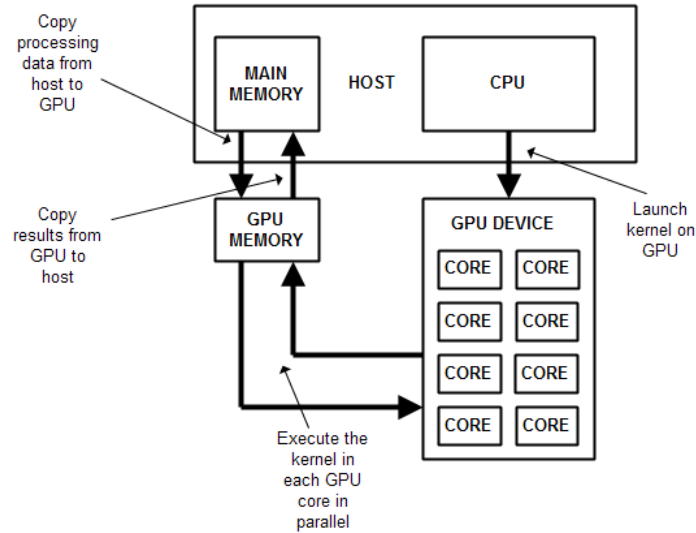 Copy
processing
data from
host to
GPU
MAIN
MEMORY
HOST
CPU
Copy
results from
GPU to
host
GPU
MEMORY
GPU DEVICE
Launch
kernel on
GPU
CORE CORE
CORE CORE
CORE CORE
CORE CORE
Execute the
kernel in
each GPU
core in
parallel